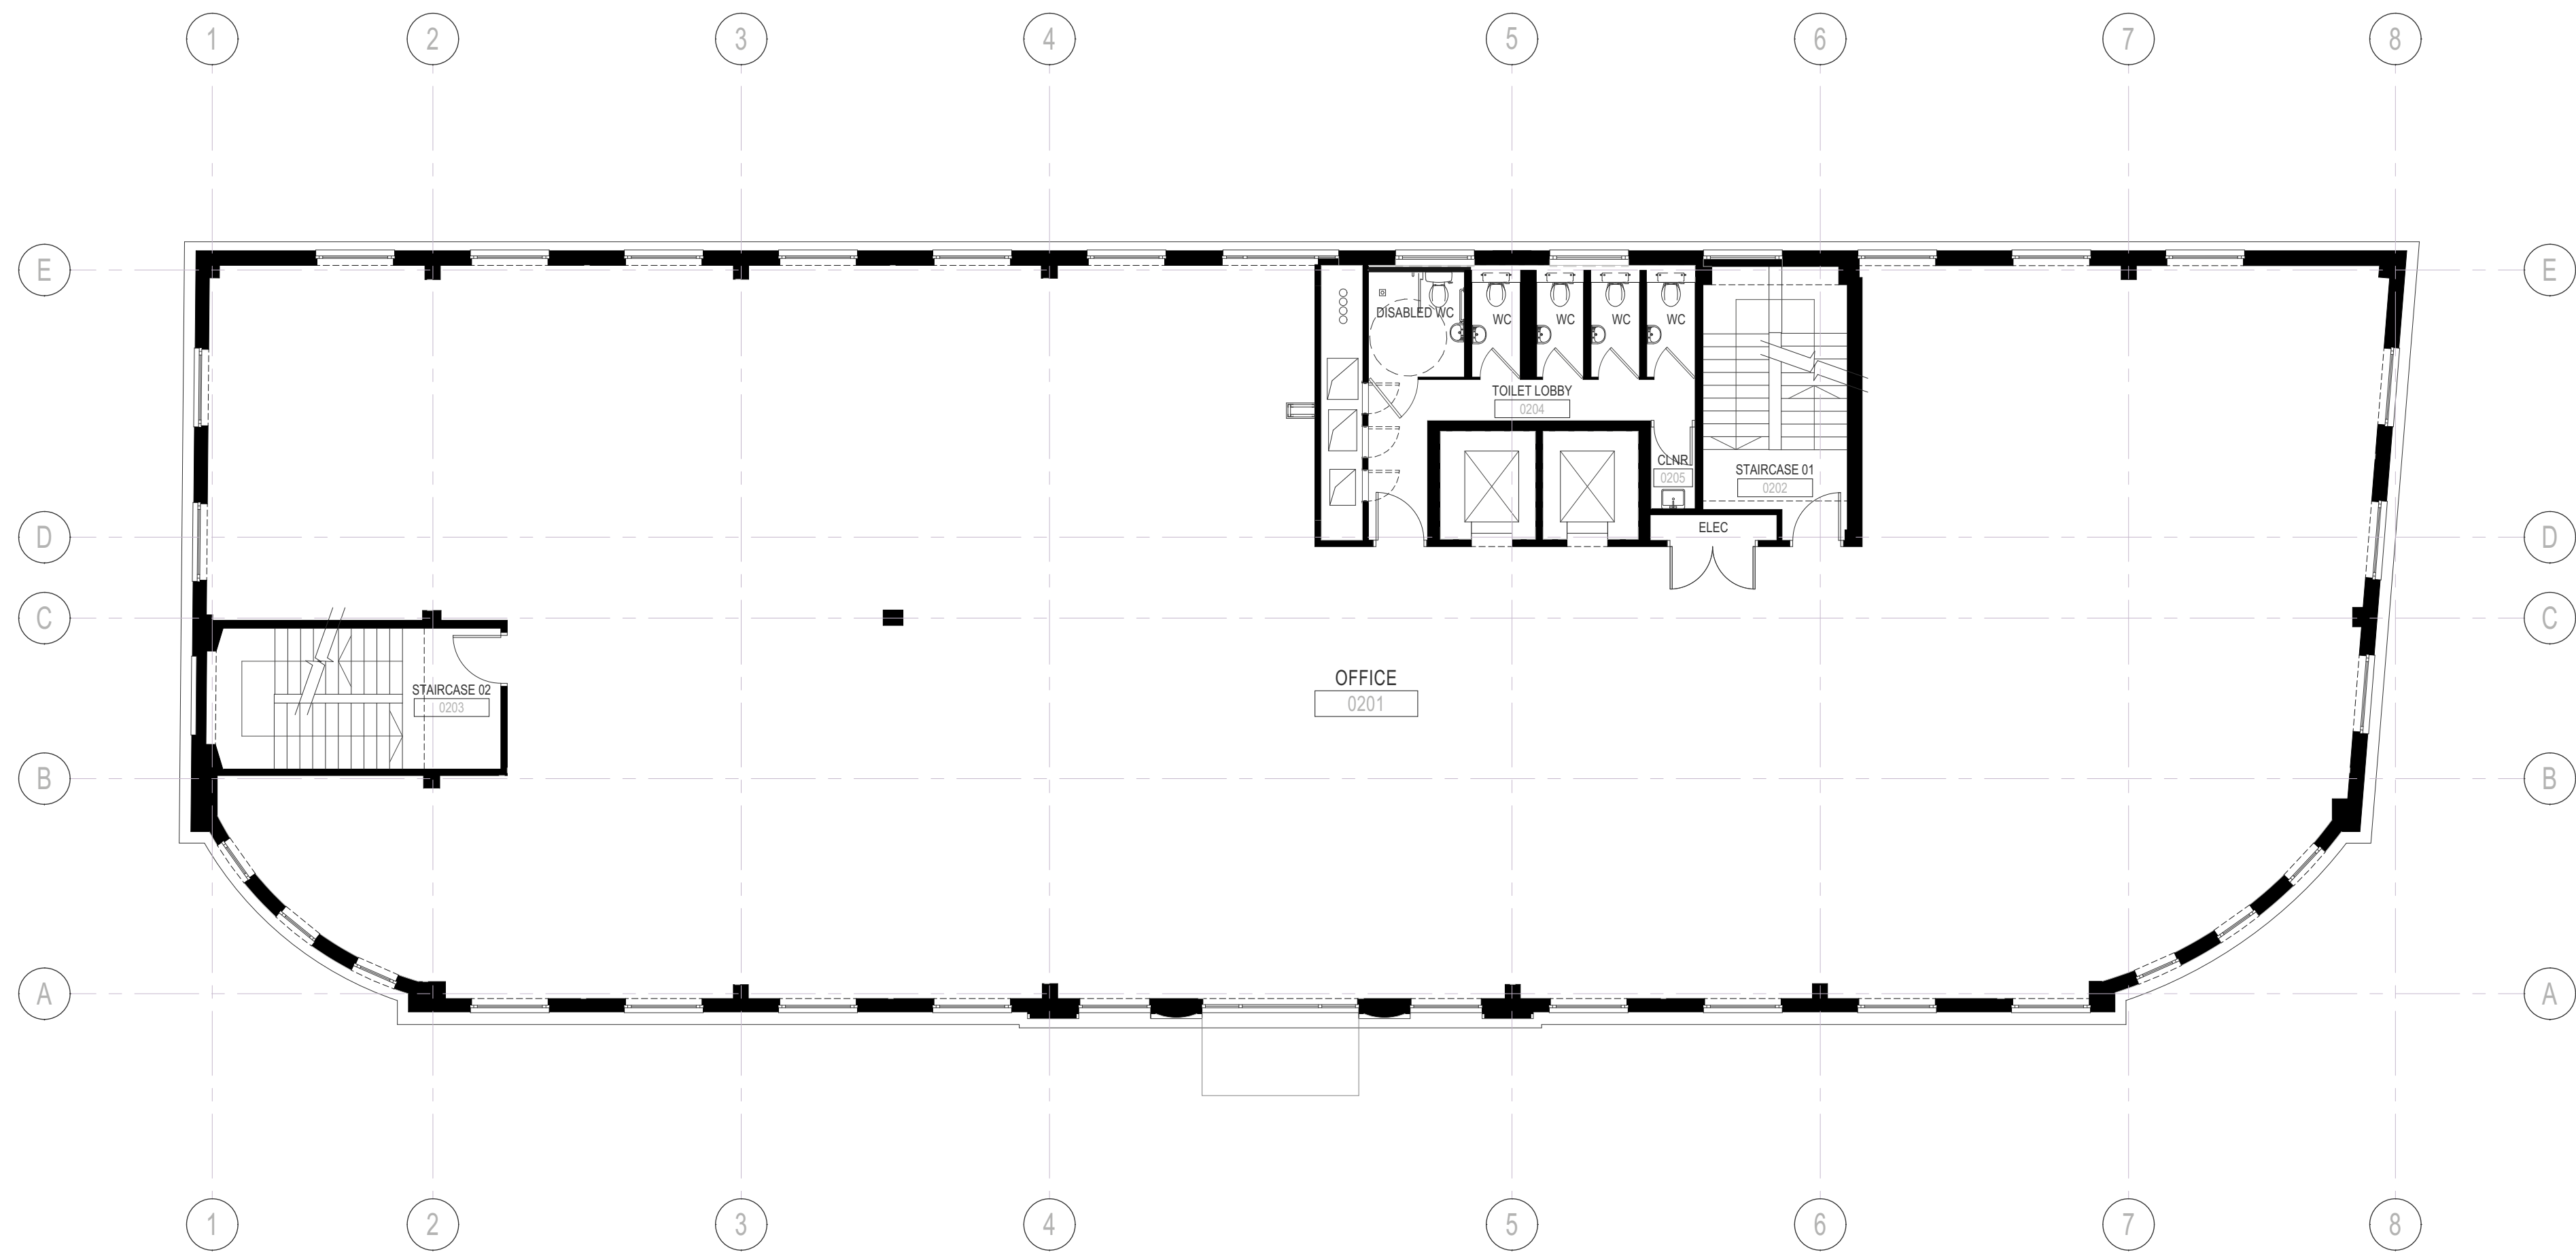 1 2 3 4 5 6 7 8
E E
DISABLED WC WC WC WC WC
TOILET LOBBY
0204
CLNR
0205
STAIRCASE 01
0202
ELEC
D D
C C
OFFICE
0201
STAIRCASE 02
0203
B B
A A
1 2 3 4 5 6 7 8